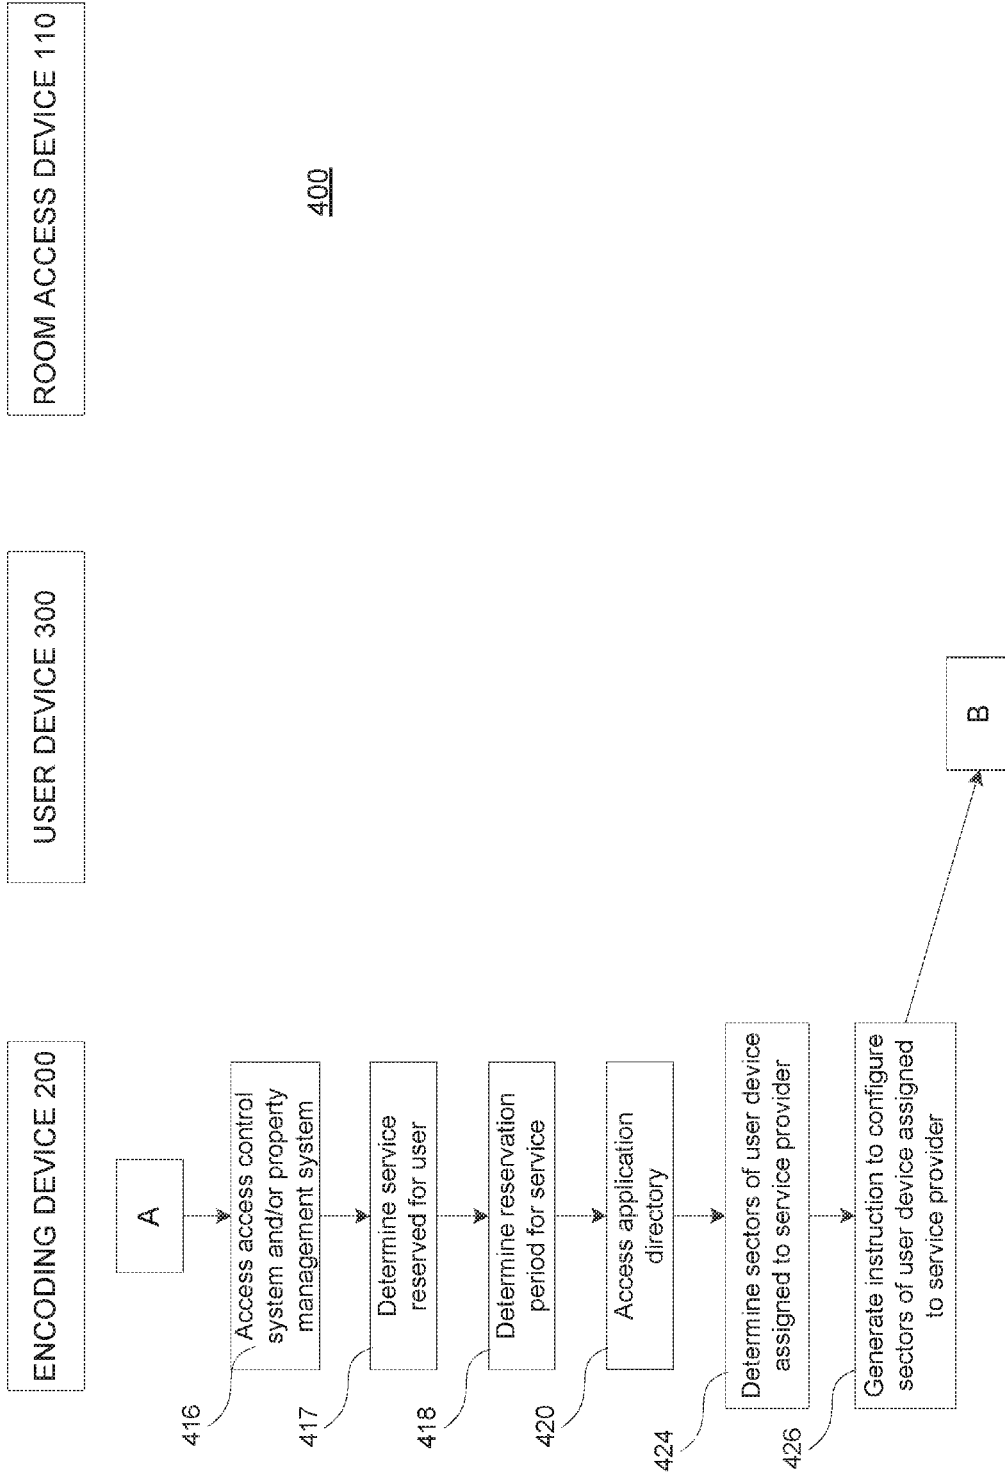 ENCODING DEVICE 200
USER DEVICE 300
ROOM ACCESS DEVICE 110
400
A
416
Access access control
system and/or property
management system
417
Determine service
reserved for user
418
Determine reservation
period for service
420
Access application
directory
424
Determine sectors of user device
assigned to service provider
426
Generate instruction to configure
sectors of user device assigned
to service provider
B